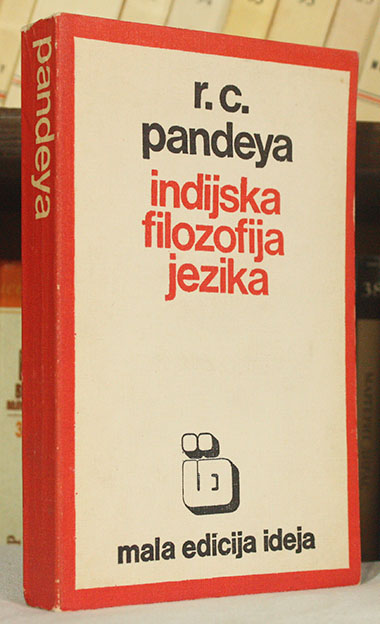 pandeya
r. c.
pandeya
indijska
filozofija
jezika
mala edicija ideja